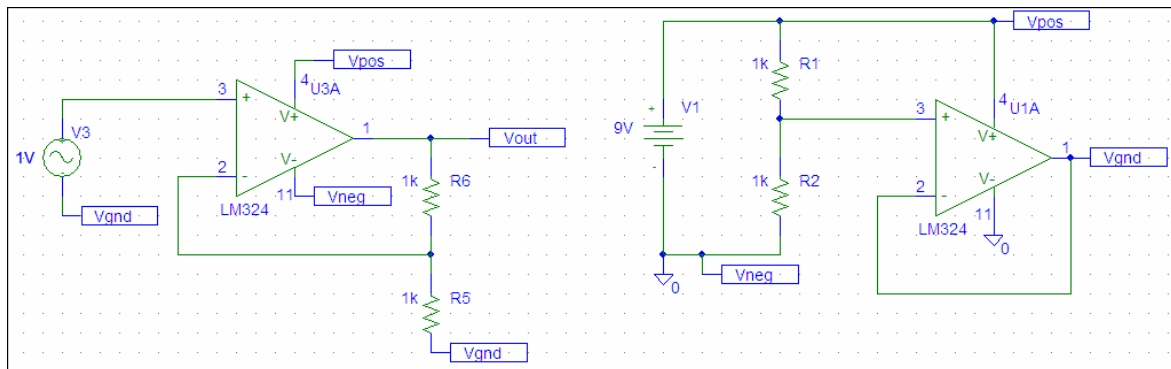 Vpos
4
U3A
3
+
V+
V3
1V
1
Vout
V-
2
-
11
Vneg
LM324
1k
R6
Vgnd
1k
R5
Vgnd
Vpos
1k
R1
+
V1
9V
-
4
U1A
3
+
V+
1
Vgnd
1k
R2
V-
2
-
11
LM324
0
0
Vneg